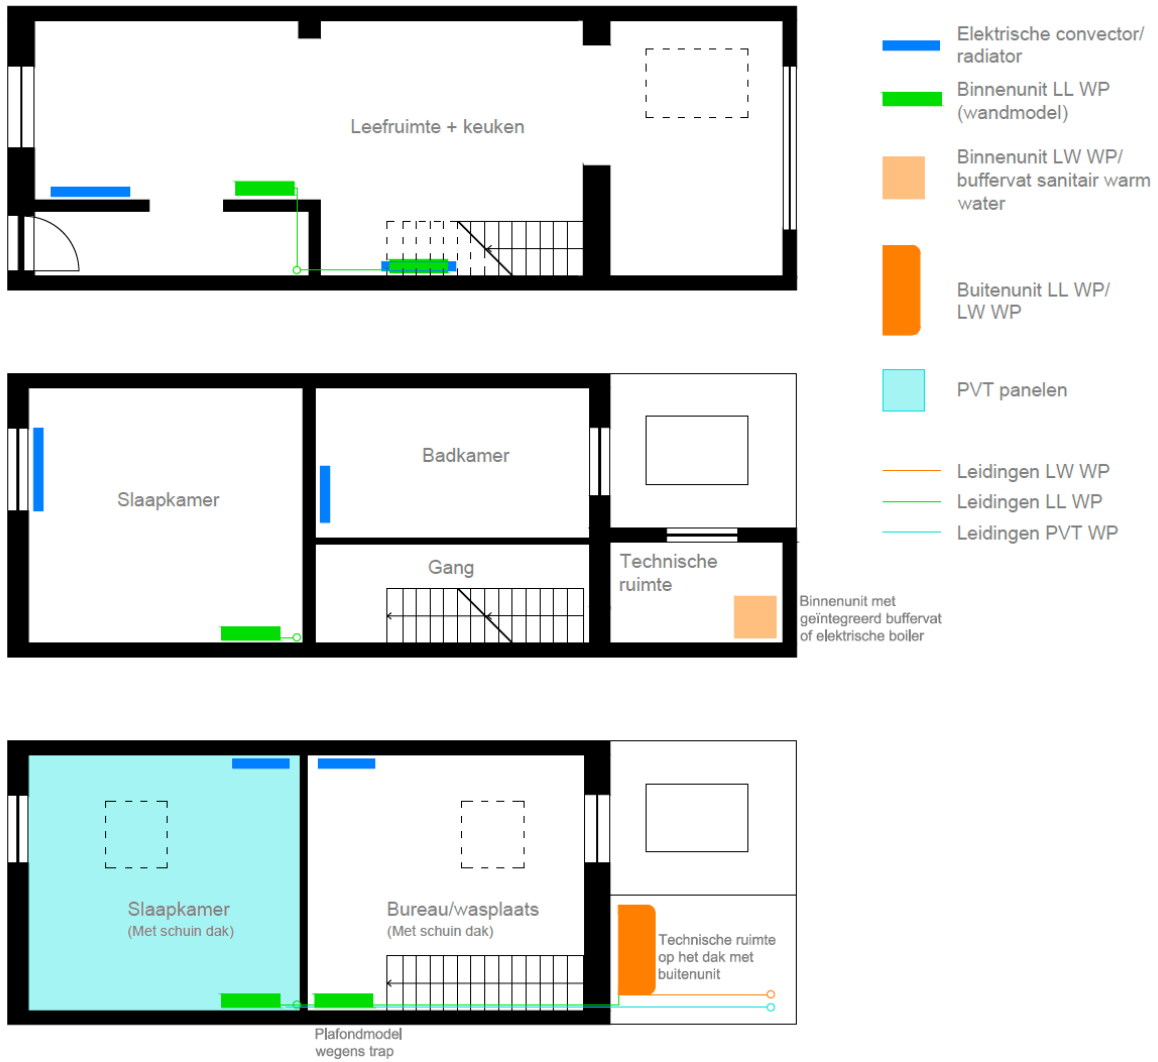 Leefruimte + keuken
Elektrische convector/
radiator
Binnenunit LL WP
(wandmodel)
Binnenunit LW WP/
buffervat sanitair warm
water
Buitenunit LL WP/
LW WP
PVT panelen
Leidingen LW WP
Leidingen LL WP
Leidingen PVT WP
Slaapkamer
Badkamer
Gang
Technische
ruimte
Binnenunit met
geïntegreerd buffervat
of elektrische boiler
Slaapkamer
(Met schuin dak)
Bureau/wasplaats
(Met schuin dak)
Technische ruimte
op het dak met
buitenunit
Plafondmodel
wegens trap